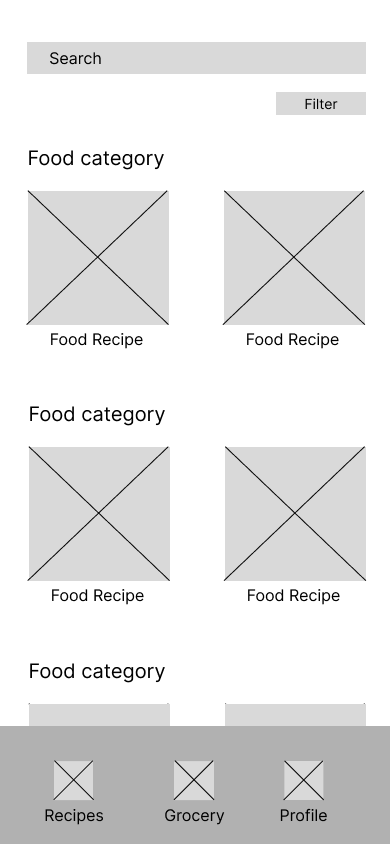 Search
Filter
Food category
Food Recipe
Food Recipe
Food category
Food Recipe
Food Recipe
Food category
Recipes
Grocery
Profile